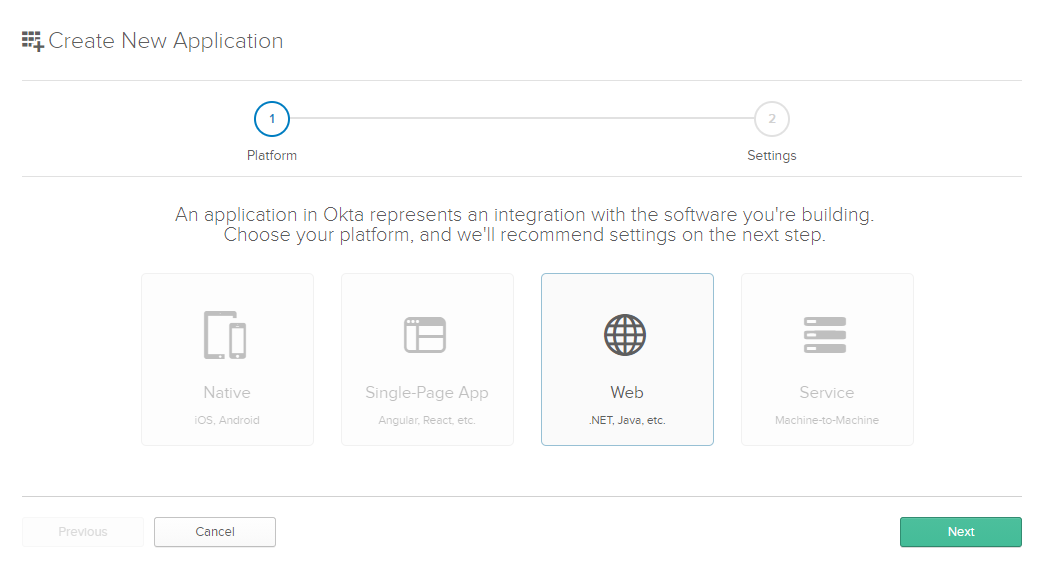 Create New Application
1
2
Platform
Settings
An application in Okta represents an integration with the software you're building.
Choose your platform, and we'll recommend settings on the next step.
Native
iOS, Android
Single-Page App
Angular, React, etc.
Web
.NET, Java, etc.
Service
Machine-to-Machine
Previous
Cancel
Next